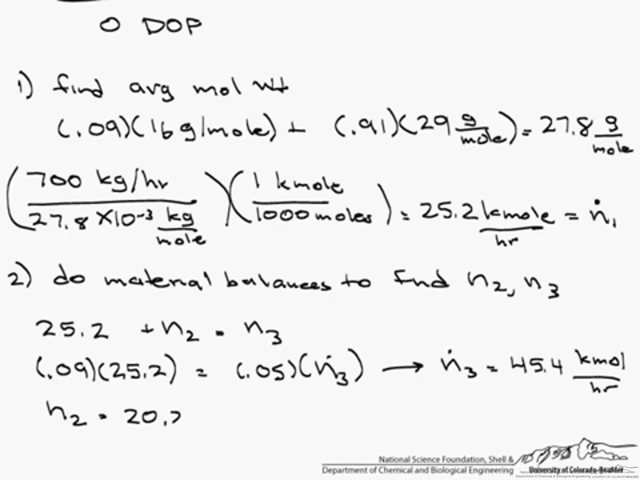 0 DOP
1) find avg mol wt
(.09)(16 g/mole) + (.91)(29 g/mole) = 27.8 g/mole
(700 kg/hr / 27.8 X10-3 kg/mole)(1 kmole / 1000 moles) = 25.2 kmole/hr = ṅ1
2) do material balances to find n2, n3
25.2 + n2 = n3
(.09)(25.2) = (.05)(ṅ3) → ṅ3 = 45.4 kmol/hr
n2 = 20.
National Science Foundation, Shell &
Department of Chemical and Biological Engineering
University of Colorado-Boulder